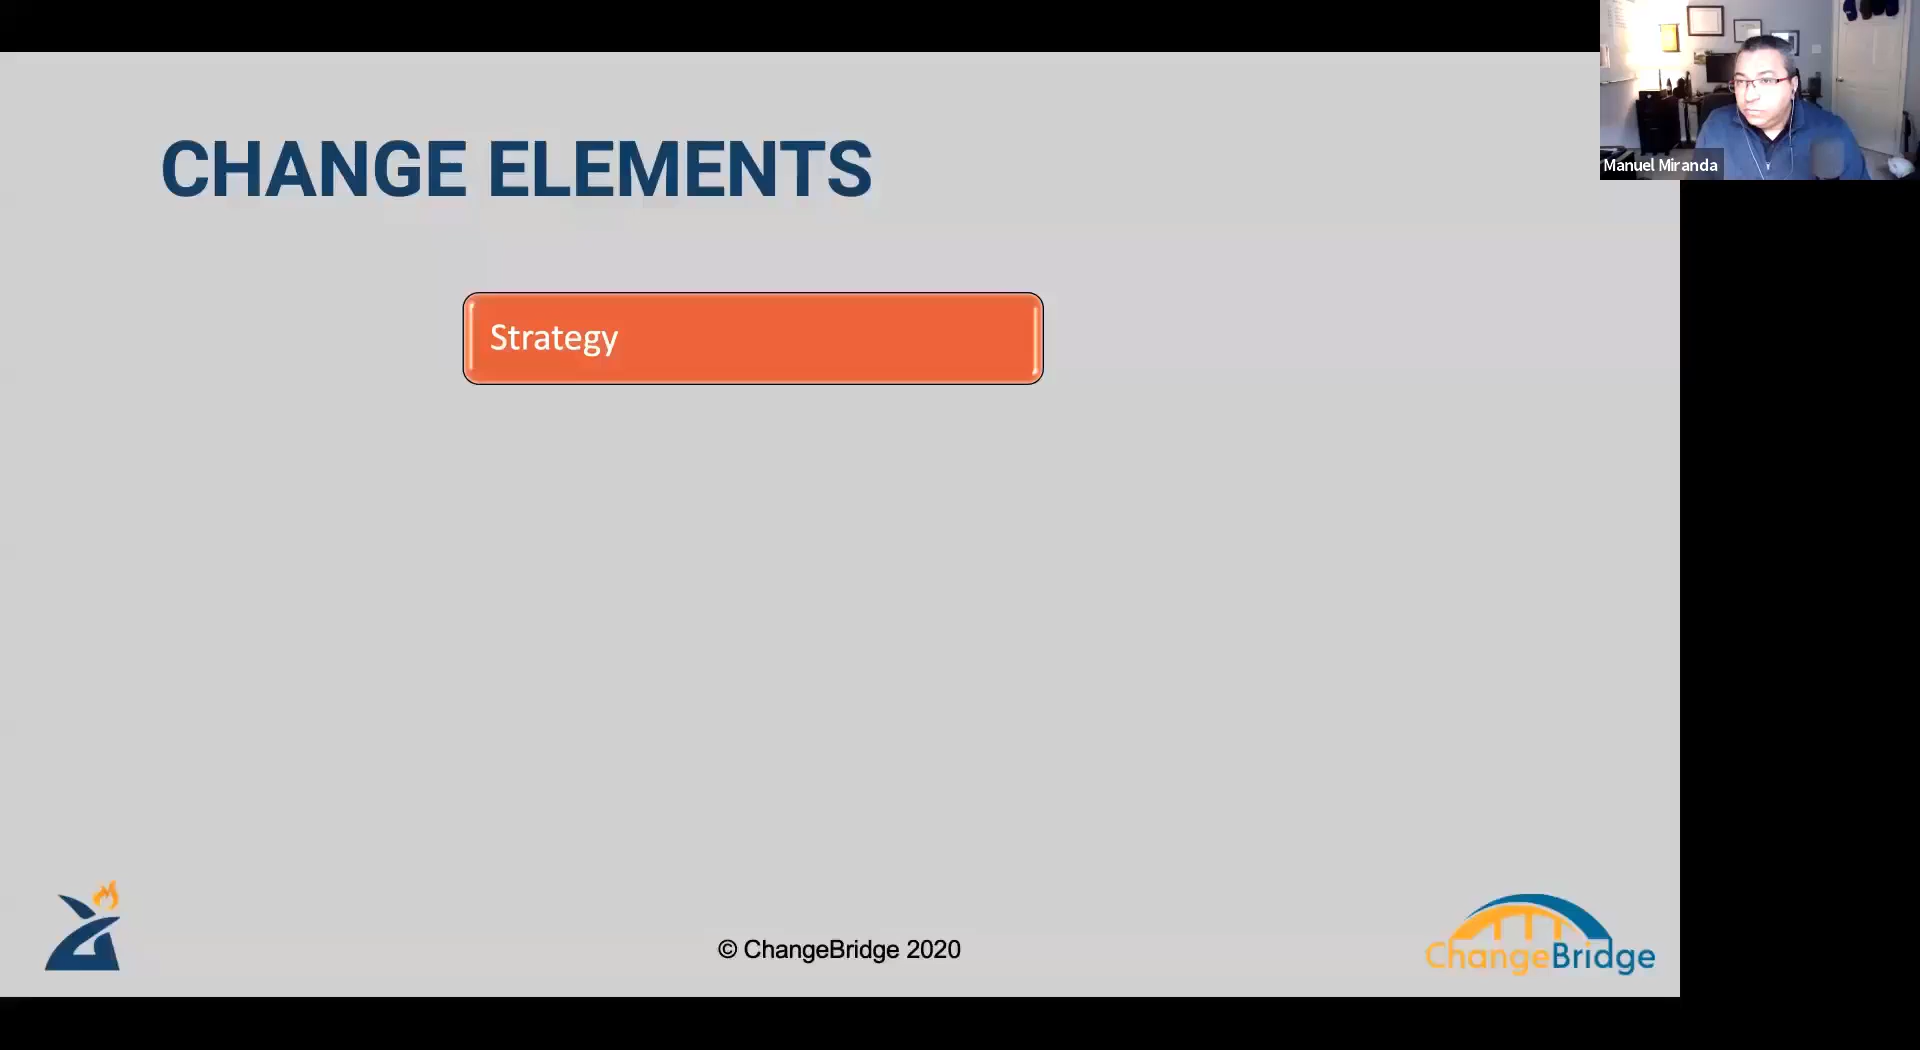 Manuel Miranda
CHANGE ELEMENTS
Strategy
© ChangeBridge 2020
ChangeBridge